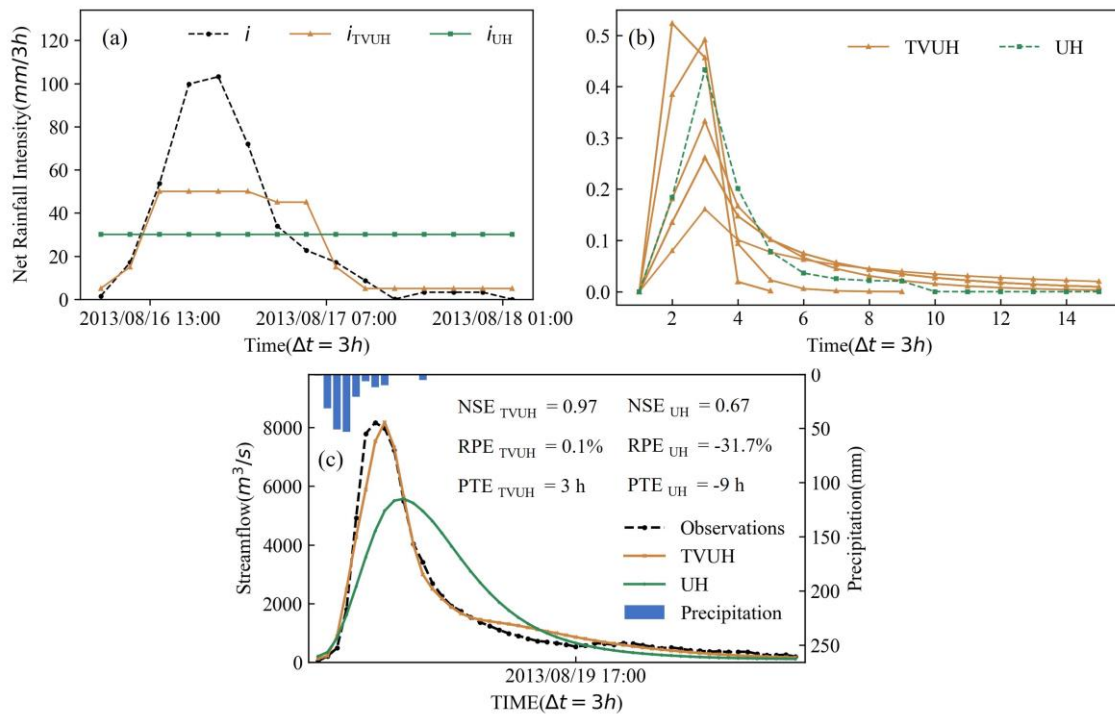 (a)
i
i TVUH
i UH
Net Rainfall Intensity(mm/3h)
120
100
80
60
40
20
0
2013/08/16 13:00
2013/08/17 07:00
2013/08/18 01:00
Time(Δt = 3h)
(b)
TVUH
UH
0.5
0.4
0.3
0.2
0.1
0.0
2
4
6
8
10
12
14
Time(Δt = 3h)
(c)
NSE TVUH = 0.97
NSE UH = 0.67
RPE TVUH = 0.1%
RPE UH = -31.7%
PTE TVUH = 3 h
PTE UH = -9 h
Observations
TVUH
UH
Precipitation
Streamflow(m³/s)
8000
6000
4000
2000
0
0
50
100
150
200
250
Precipitation(mm)
2013/08/19 17:00
TIME(Δt = 3h)